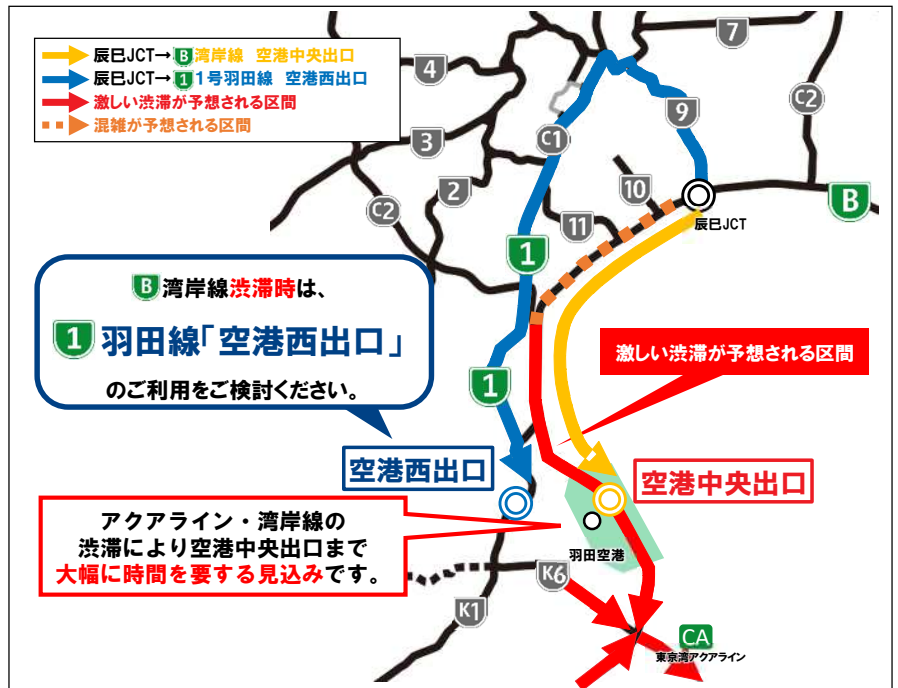 辰巳JCT→B湾岸線 空港中央出口
辰巳JCT→1 1号羽田線 空港西出口
激しい渋滞が予想される区間
混雑が予想される区間
7
4
C1
9
C2
3
2
10
C2
11
B
辰巳JCT
1
B湾岸線渋滞時は、
1羽田線「空港西出口」
のご利用をご検討ください。
激しい渋滞が予想される区間
1
空港西出口
空港中央出口
アクアライン・湾岸線の
渋滞により空港中央出口まで
大幅に時間を要する見込みです。
羽田空港
K6
K1
CA
東京湾アクアライン